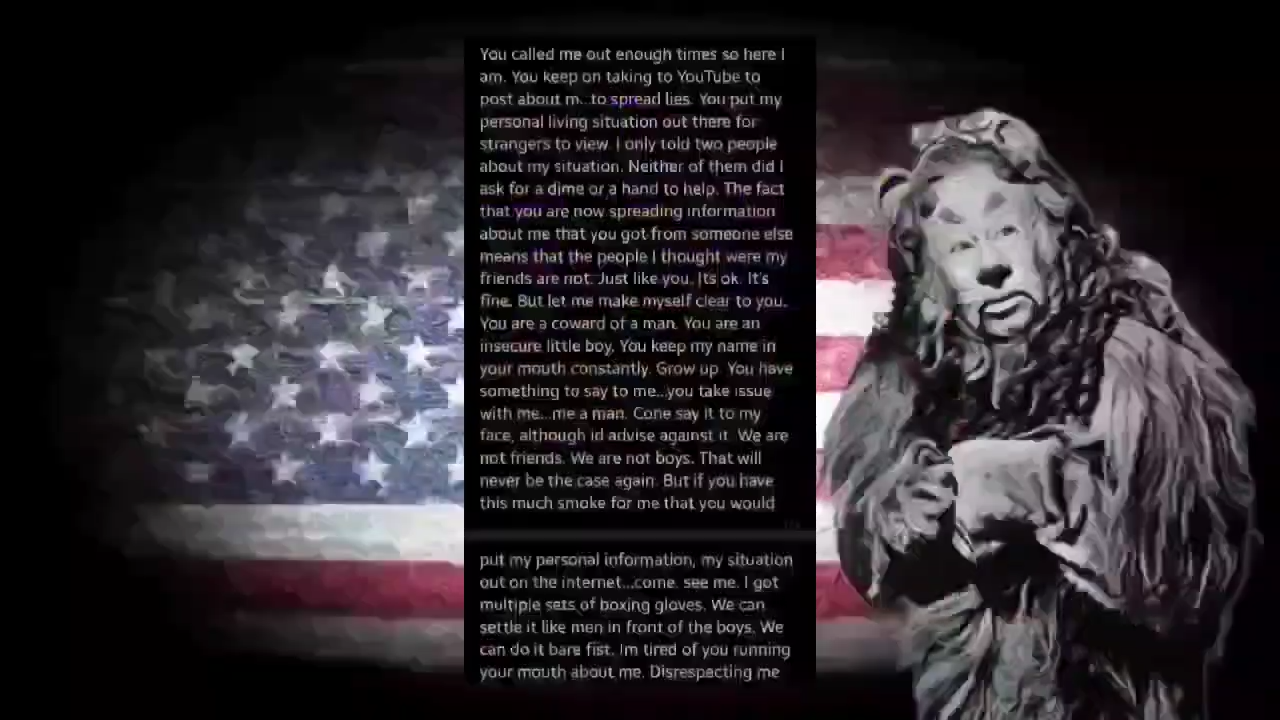 You called me out enough times so here I
am. You keep on taking to YouTube to
post about m...to spread lies. You put my
personal living situation out there for
strangers to view. I only told two people
about my situation. Neither of them did I
ask for a dime or a hand to help. The fact
that you are now spreading information
about me that you got from someone else
means that the people I thought were my
friends are not. Just like you. Its ok. It's
fine. But let me make myself clear to you.
You are a coward of a man. You are an
insecure little boy. You keep my name in
your mouth constantly. Grow up. You have
something to say to me...you take issue
with me...me a man. Cone say it to my
face, although id advise against it. We are
not friends. We are not boys. That will
never be the case again. But if you have
this much smoke for me that you would
put my personal information, my situation
out on the internet...come. see me. I got
multiple sets of boxing gloves. We can
settle it like men in front of the boys. We
can do it bare fist. Im tired of you running
your mouth about me. Disrespecting me